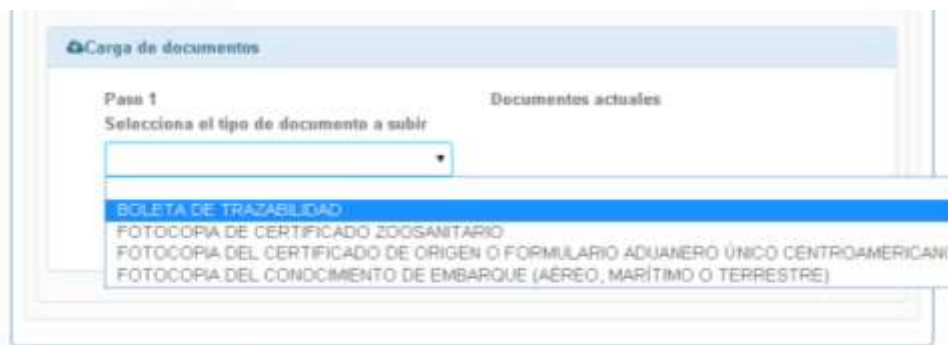 Carga de documentos
Paso 1
Documentos actuales
Selecciona el tipo de documento a subir
BOLETA DE TRAZABILIDAD
FOTOCOPIA DE CERTIFICADO ZOOSANITARIO
FOTOCOPIA DEL CERTIFICADO DE ORIGEN O FORMULARIO ADUANERO ÚNICO CENTROAMERICANO
FOTOCOPIA DEL CONOCIMIENTO DE EMBARQUE (AÉREO, MARÍTIMO O TERRESTRE)